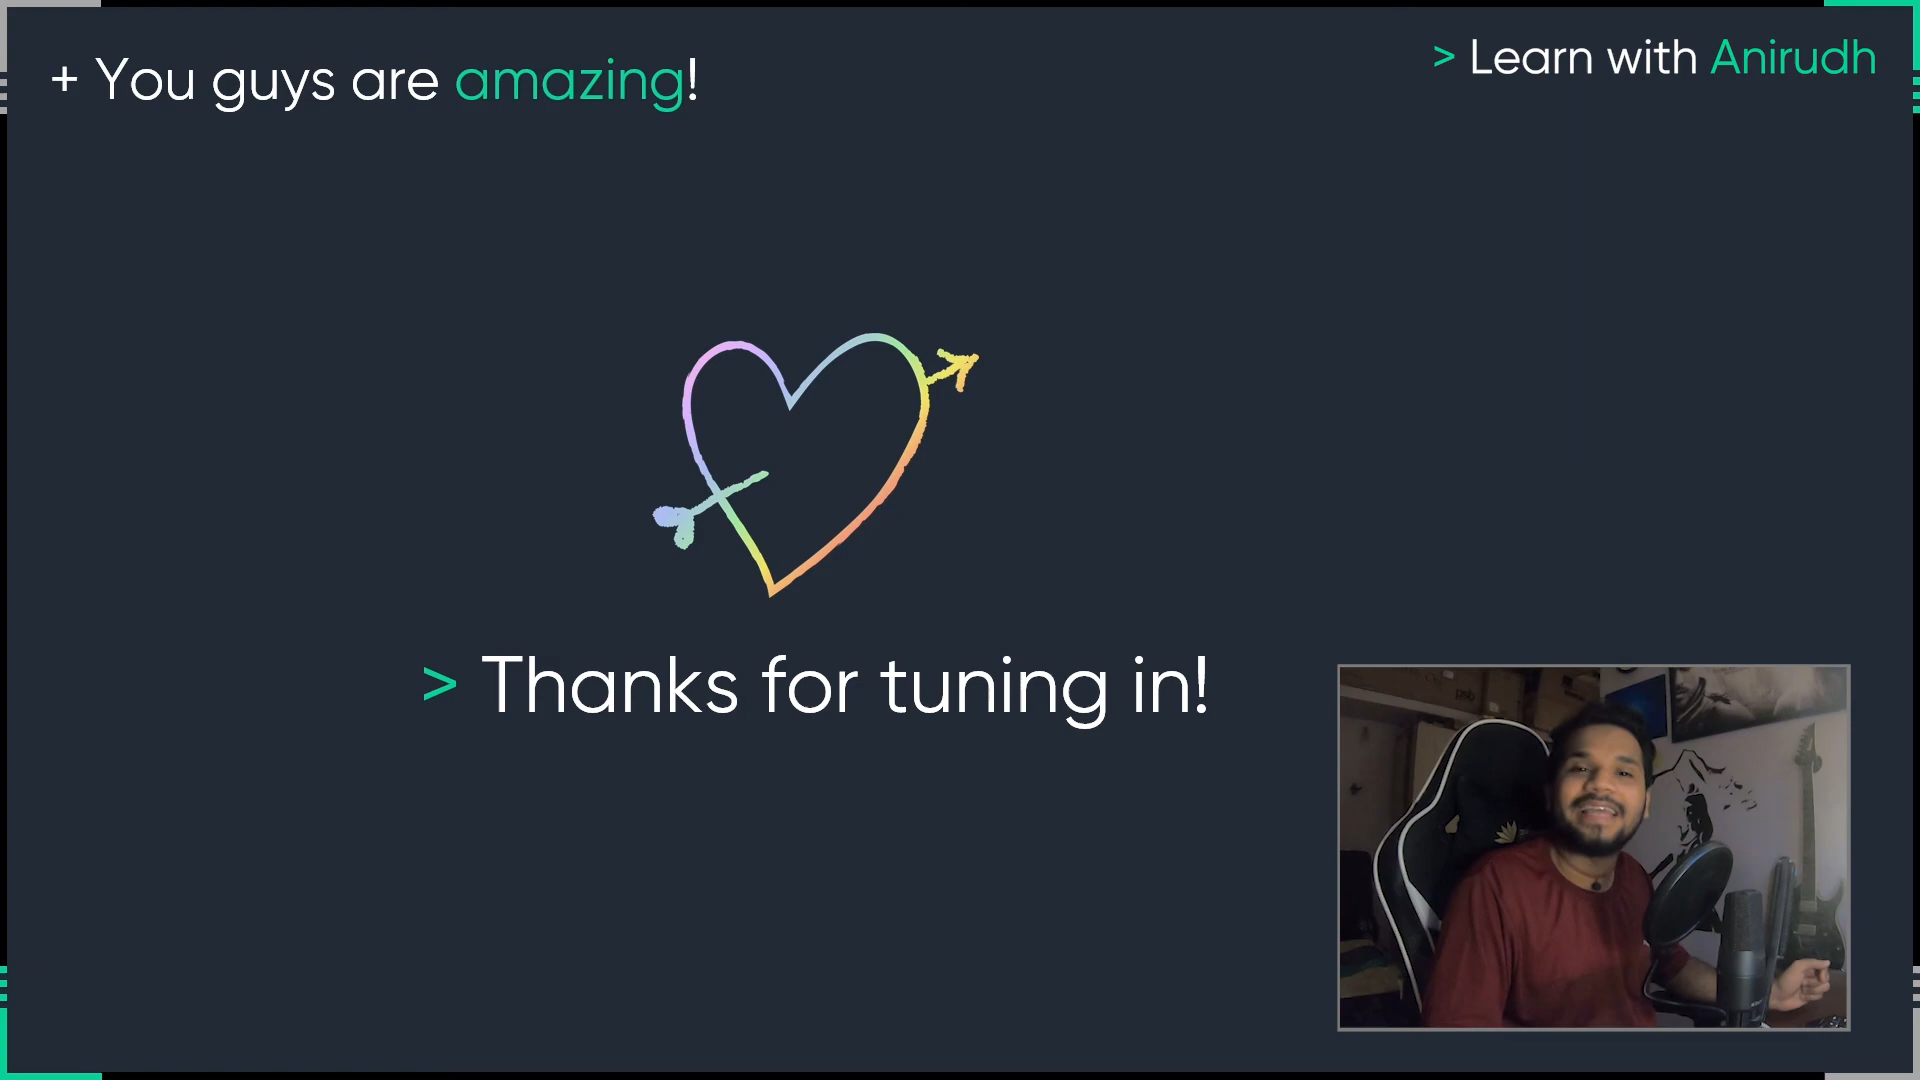 + You guys are amazing!
> Learn with Anirudh
> Thanks for tuning in!